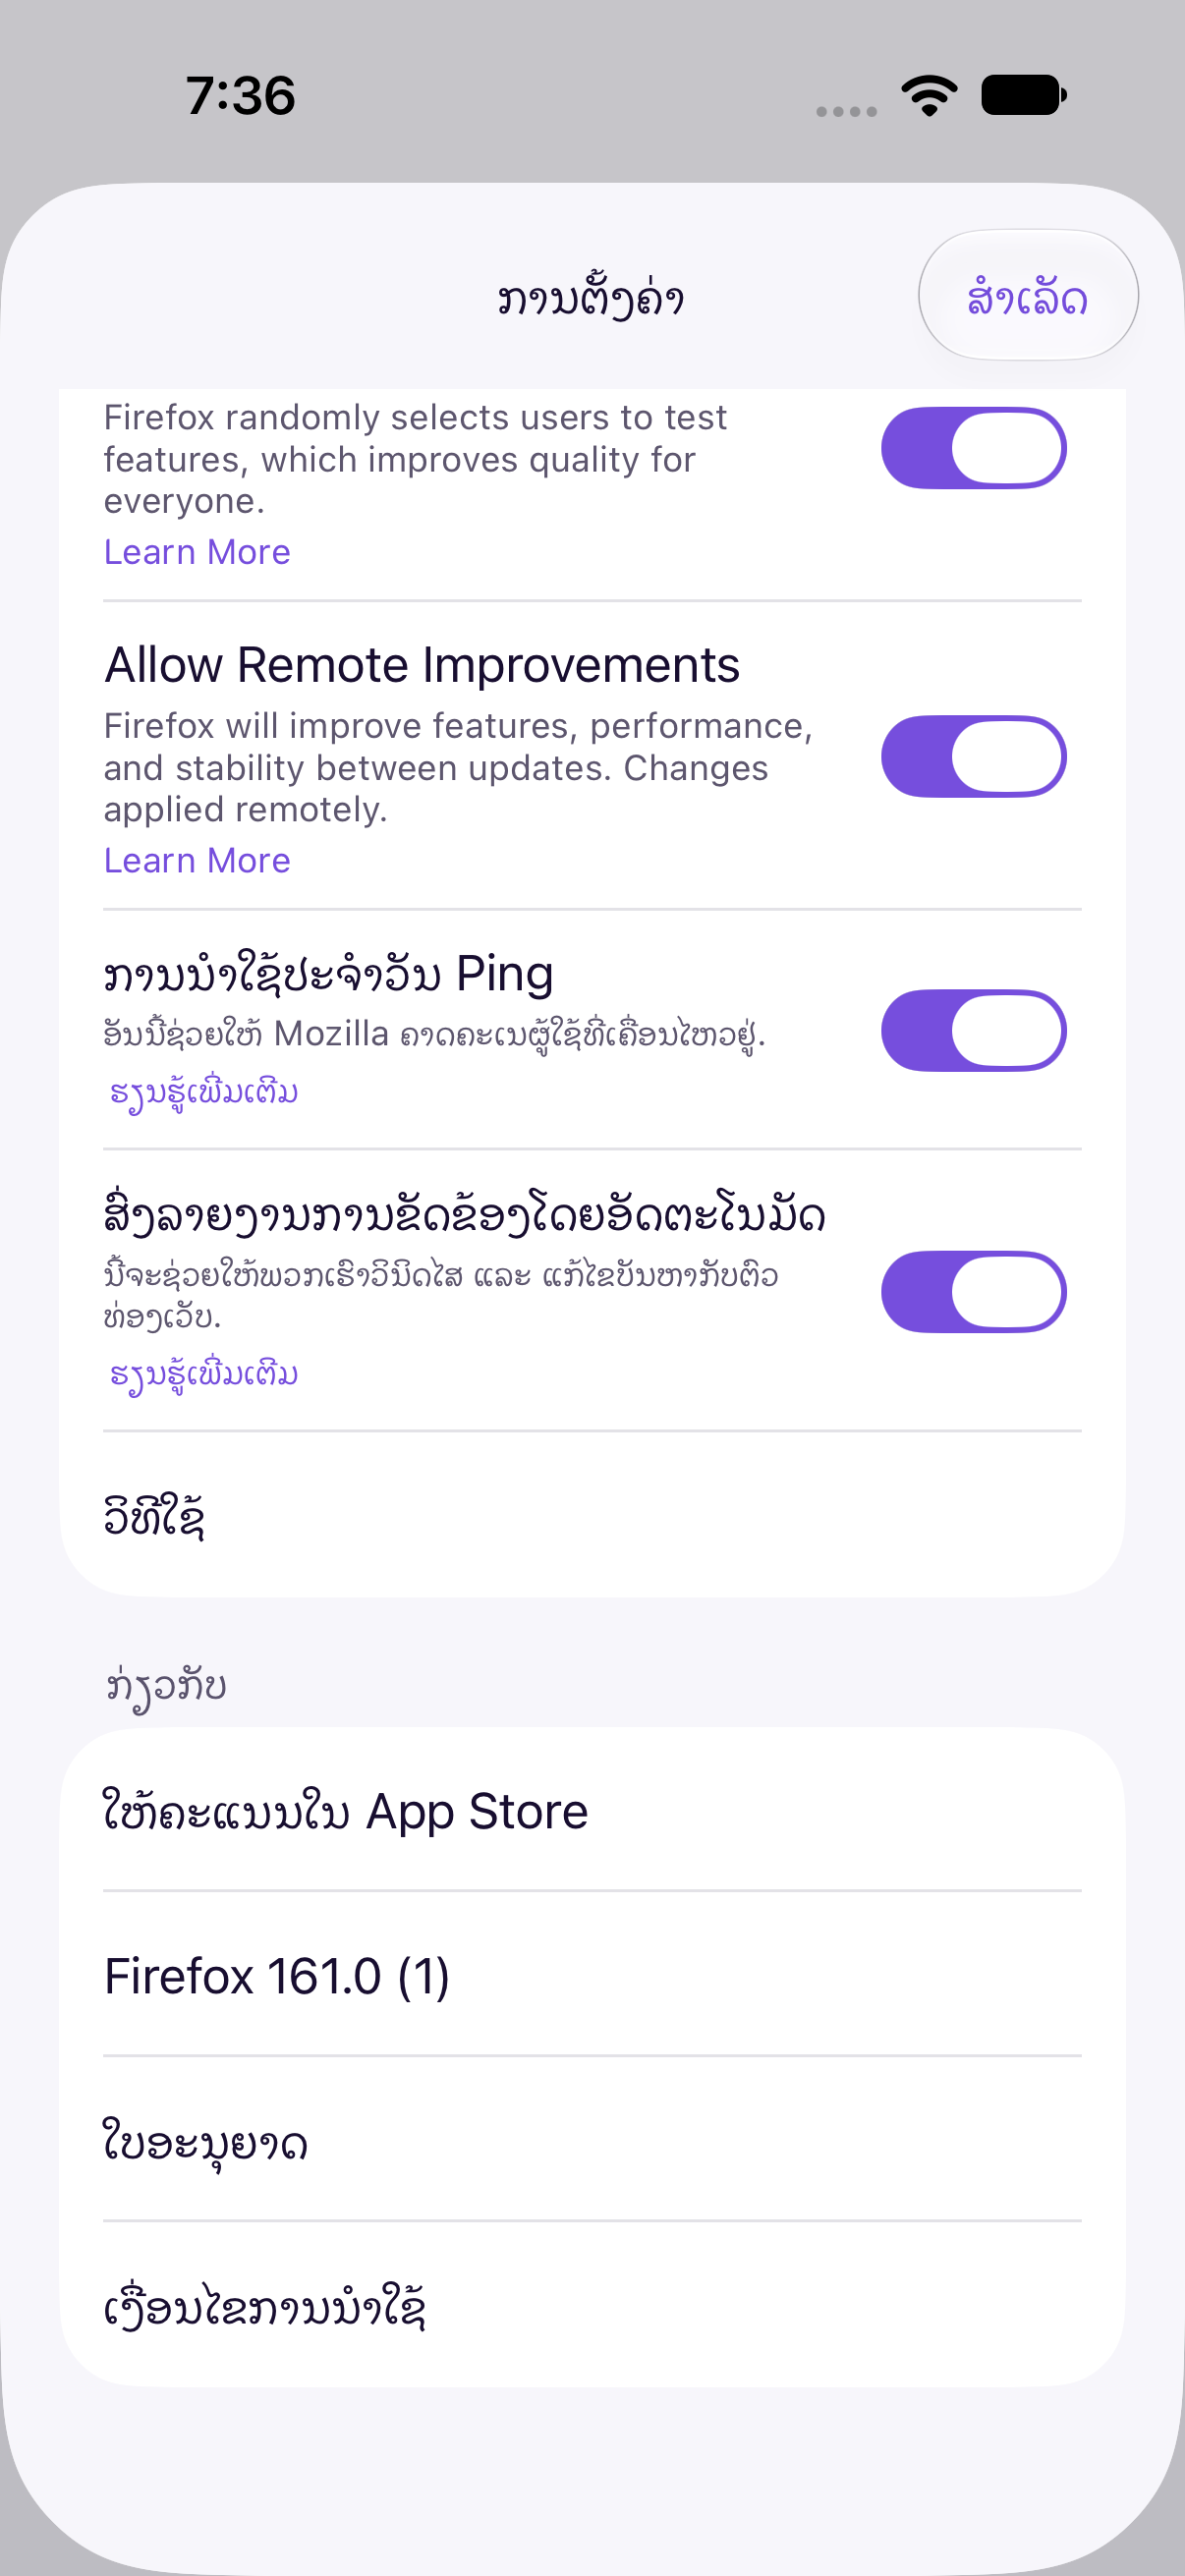 7:36
ການຕັ້ງຄ່າ
ສຳເລັດ
Firefox randomly selects users to test
features, which improves quality for
everyone.
Learn More
Allow Remote Improvements
Firefox will improve features, performance,
and stability between updates. Changes
applied remotely.
Learn More
ການນຳໃຊ້ປະຈຳວັນ Ping
ອັນນີ້ຊ່ວຍໃຫ້ Mozilla ຄາດຄະເນຜູ້ໃຊ້ທີ່ເຄື່ອນໄຫວຢູ່.
ຮຽນຮູ້ເພີ່ມເຕີມ
ສົ່ງລາຍງານການຂັດຂ້ອງໂດຍອັດຕະໂນມັດ
ນີ້ຈະຊ່ວຍໃຫ້ພວກເຮົາວິນິດໄສ ແລະ ແກ້ໄຂບັນຫາກັບຕົວ
ທ່ອງເວັບ.
ຮຽນຮູ້ເພີ່ມເຕີມ
ວິທີໃຊ້
ກ່ຽວກັບ
ໃຫ້ຄະແນນໃນ App Store
Firefox 161.0 (1)
ໃບອະນຸຍາດ
ເງື່ອນໄຂການນຳໃຊ້